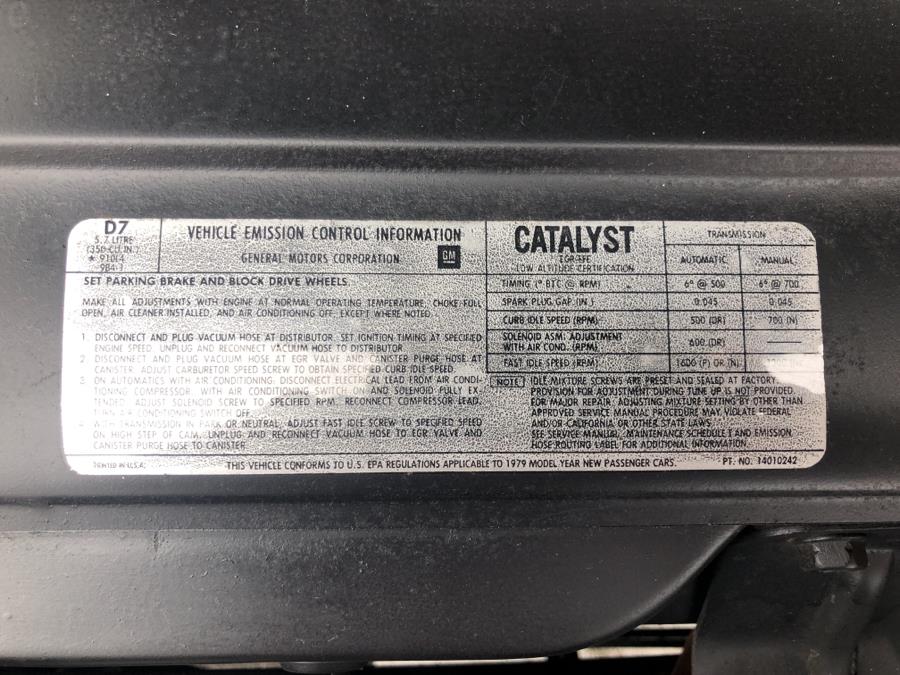 D7
5.7 LITRE
(350 CU.IN.)
★ 910L4
9B4-1
VEHICLE EMISSION CONTROL INFORMATION
GENERAL MOTORS CORPORATION
GM
CATALYST
EGR-EFE
LOW ALTITUDE CERTIFICATION
TRANSMISSION
AUTOMATIC MANUAL
TIMING (° BTC @ RPM) 6° @ 500 6° @ 700
SPARK PLUG GAP (IN.) 0.045 0.045
CURB IDLE SPEED (RPM) 500 (DR) 700 (N)
SOLENOID ASM. ADJUSTMENT
WITH AIR COND. (RPM) 600 (DR)
FAST IDLE SPEED (RPM) 1600 (P) OR (N)
SET PARKING BRAKE AND BLOCK DRIVE WHEELS.
MAKE ALL ADJUSTMENTS WITH ENGINE AT NORMAL OPERATING TEMPERATURE, CHOKE FULL
OPEN, AIR CLEANER INSTALLED, AND AIR CONDITIONING OFF, EXCEPT WHERE NOTED.
1. DISCONNECT AND PLUG VACUUM HOSE AT DISTRIBUTOR. SET IGNITION TIMING AT SPECIFIED
ENGINE SPEED. UNPLUG AND RECONNECT VACUUM HOSE TO DISTRIBUTOR.
2. DISCONNECT AND PLUG VACUUM HOSE AT EGR VALVE AND CANISTER PURGE HOSE AT
CANISTER. ADJUST CARBURETOR SPEED SCREW TO OBTAIN SPECIFIED CURB IDLE SPEED.
3. ON AUTOMATICS WITH AIR CONDITIONING: DISCONNECT ELECTRICAL LEAD FROM AIR CONDI-
TIONING COMPRESSOR. WITH AIR CONDITIONING SWITCH ON AND SOLENOID FULLY EX-
TENDED ADJUST SOLENOID SCREW TO SPECIFIED RPM. RECONNECT COMPRESSOR LEAD.
TURN AIR CONDITIONING SWITCH OFF.
4. WITH TRANSMISSION IN PARK OR NEUTRAL, ADJUST FAST IDLE SCREW TO SPECIFIED SPEED
ON HIGH STEP OF CAM. UNPLUG AND RECONNECT VACUUM HOSE TO EGR VALVE AND
CANISTER PURGE HOSE TO CANISTER.
NOTE: IDLE MIXTURE SCREWS ARE PRESET AND SEALED AT FACTORY.
PROVISION FOR ADJUSTMENT DURING TUNE UP IS NOT PROVIDED.
FOR MAJOR REPAIR, ADJUSTING MIXTURE SETTING BY OTHER THAN
APPROVED SERVICE MANUAL PROCEDURE MAY VIOLATE FEDERAL
AND/OR CALIFORNIA OR OTHER STATE LAWS.
SEE SERVICE MANUAL, MAINTENANCE SCHEDULE I AND EMISSION
HOSE ROUTING LABEL FOR ADDITIONAL INFORMATION.
PRINTED IN U.S.A. THIS VEHICLE CONFORMS TO U.S. EPA REGULATIONS APPLICABLE TO 1979 MODEL YEAR NEW PASSENGER CARS. PT. NO. 14010242